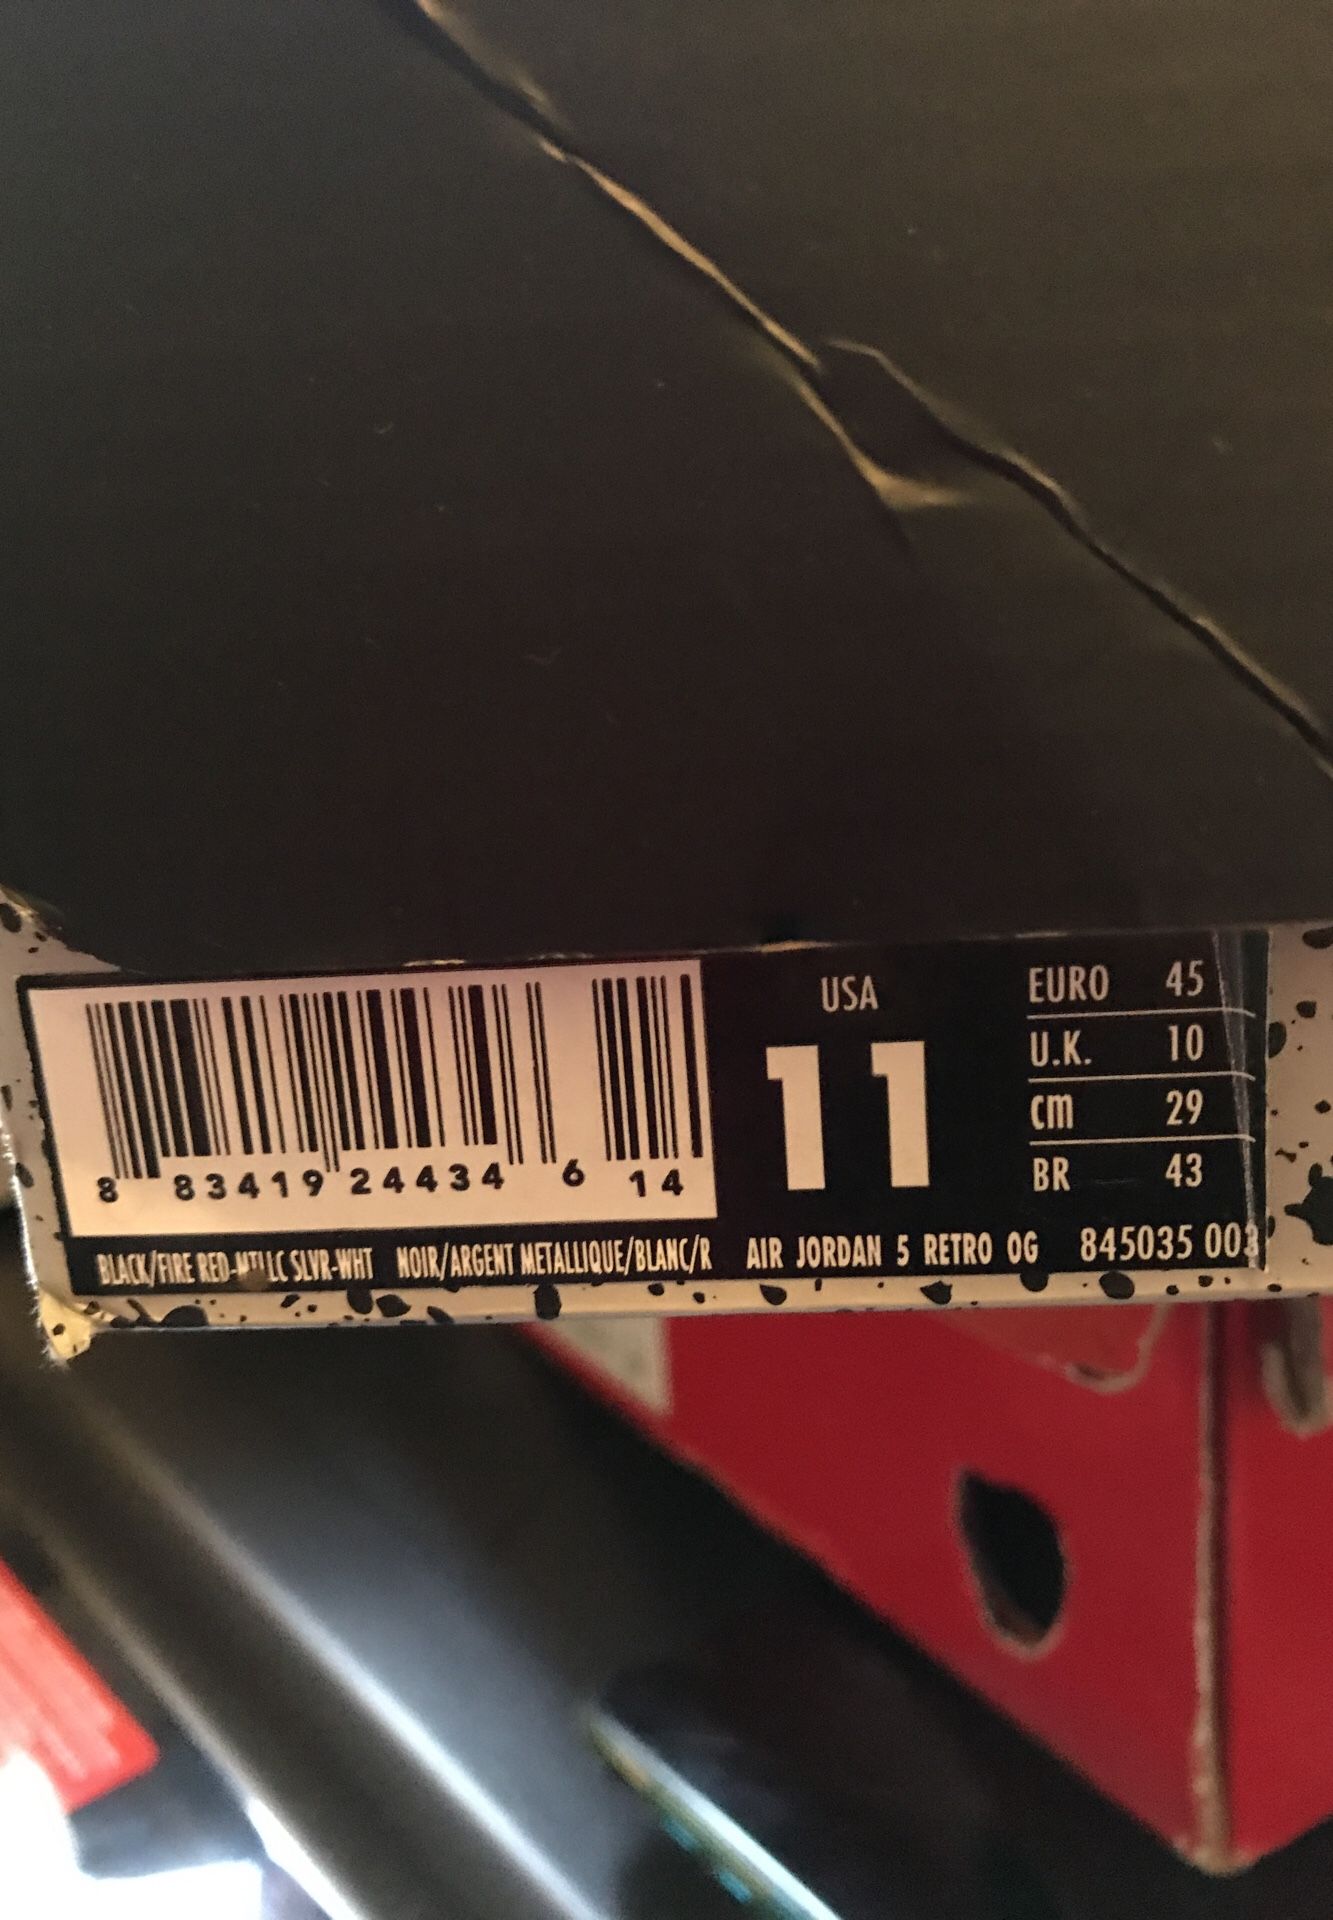 USA
11
EURO 45
U.K. 10
cm 29
BR 43
8 83419 24434 6 14
BLACK/FIRE RED-MTLLC SLVR-WHT NOIR/ARGENT METALLIQUE/BLANC/R AIR JORDAN 5 RETRO OG 845035 003